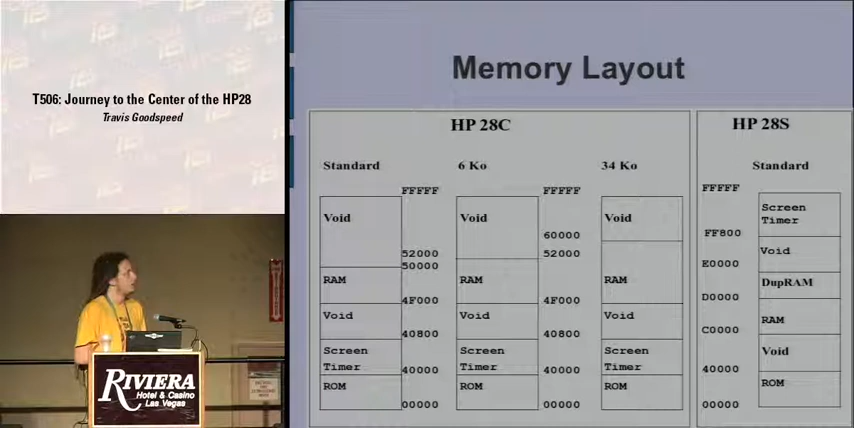 T506: Journey to the Center of the HP28
Travis Goodspeed
RIVIERA
Hotel & Casino
Las Vegas
Memory Layout
HP 28C
Standard
6 Ko
34 Ko
FFFFF
FFFFF
Void
Void
Void
60000
52000
52000
50000
RAM
RAM
RAM
4F000
4F000
Void
Void
Void
40800
40800
Screen
Timer
Screen
Timer
Screen
Timer
40000
40000
ROM
ROM
ROM
00000
00000
HP 28S
Standard
FFFFF
Screen
Timer
FF800
Void
E0000
DupRAM
D0000
RAM
C0000
Void
40000
ROM
00000